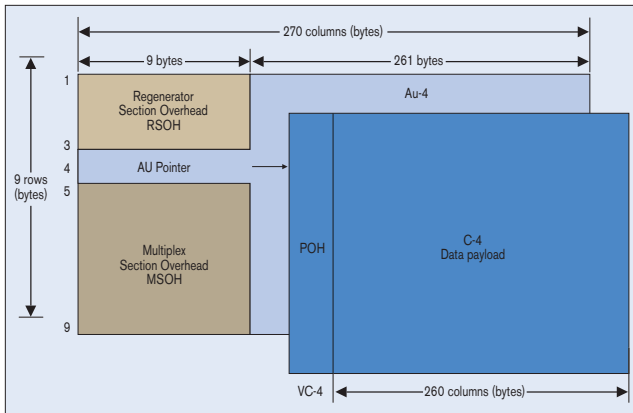 270 columns (bytes)
9 bytes
261 bytes
1
Regenerator
Section Overhead
RSOH
Au-4
3
4
AU Pointer
9 rows
(bytes)
5
Multiplex
Section Overhead
MSOH
POH
C-4
Data payload
9
VC-4
260 columns (bytes)